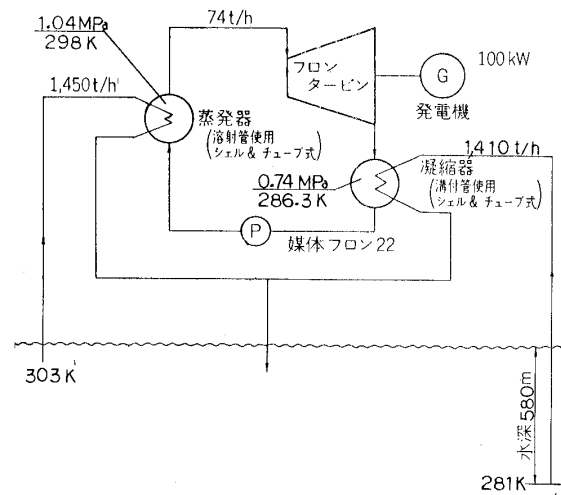 1.04MPa
298K
74t/h
1,450t/h
フロン
タービン
G
100kW
発電機
蒸発器
(溶射管使用
シェル&チューブ式)
1,410t/h
凝縮器
(溝付管使用
シェル&チューブ式)
0.74MPa
286.3K
P
媒体フロン22
303K
水深580m
281K